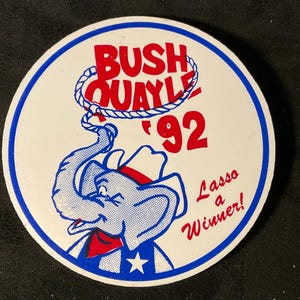 BUSH
QUAYLE
'92
Lasso
a
Winner!